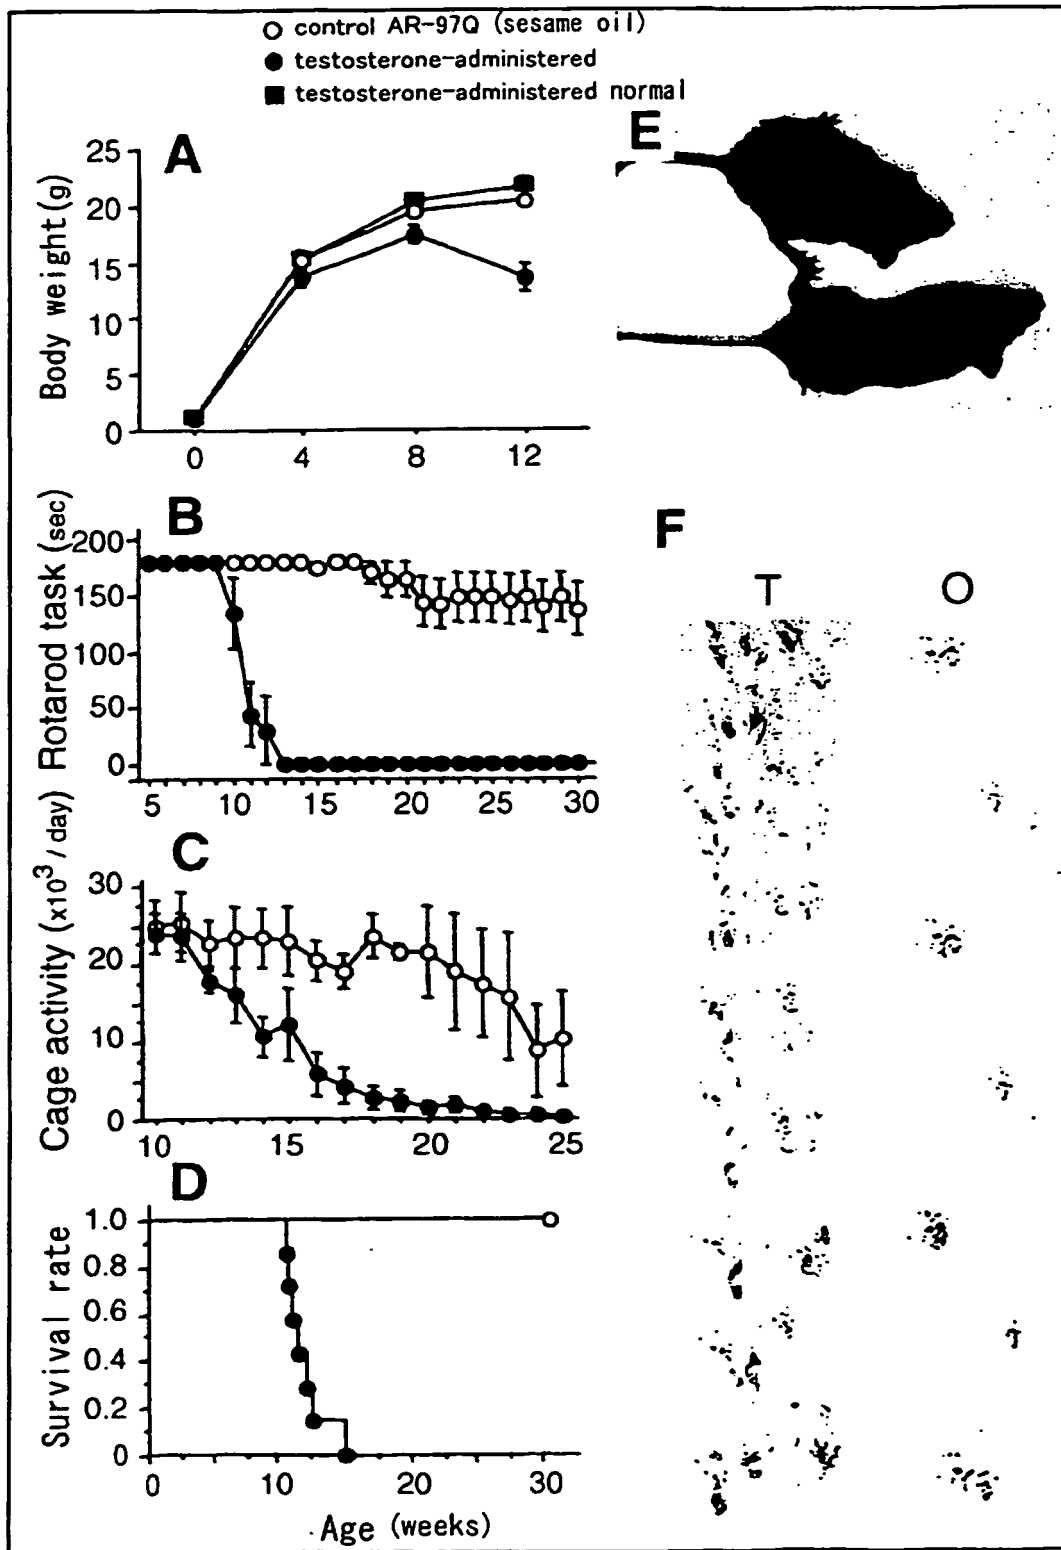 control AR-97Q (sesame oil)
testosterone-administered
testosterone-administered normal
A
Body weight (g)
25
20
15
10
5
0
0 4 8 12
B
Rotarod task (sec)
200
150
100
50
0
5 10 15 20 25 30
C
Cage activity (x10³/day)
30
20
10
0
10 15 20 25
D
Survival rate
1.0
0.8
0.6
0.4
0.2
0
0 10 20 30
Age (weeks)
E
F
T O